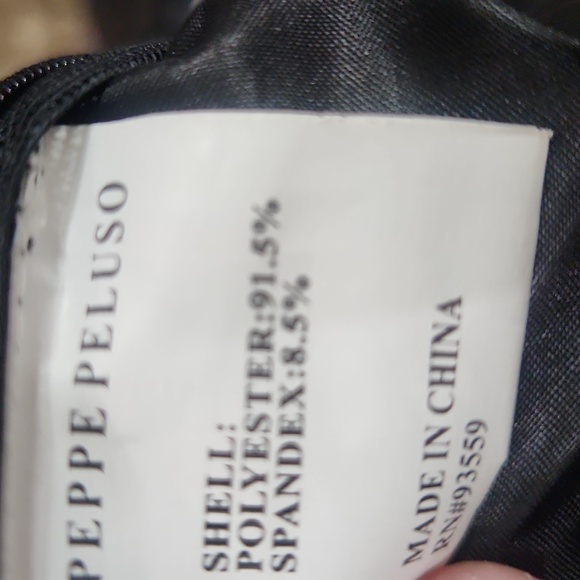 PEPPE PELUSO
SHELL:
POLYESTER:91.5%
SPANDEX:8.5%
MADE IN CHINA
RN#93559